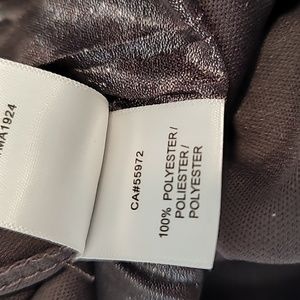 MA1924
CA#55972
100% POLYESTER/
POLIESTER/
POLYESTER